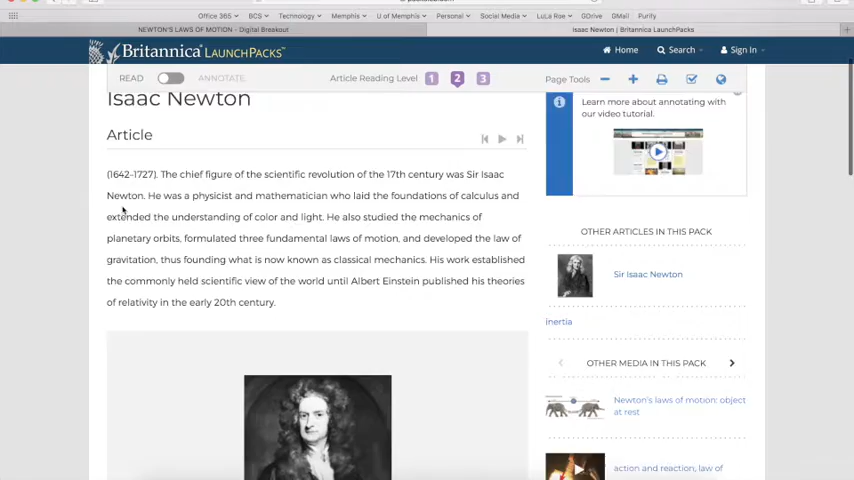 Office 365 BCS Technology Memphis U of Memphis Personal Social Media LuLa Roe GDrive GMail Purify
NEWTON'S LAWS OF MOTION - Digital Breakout
Isaac Newton | Britannica LaunchPacks
Britannica LAUNCHPACKS™
Home Search Sign In
READ ANNOTATE Article Reading Level 1 2 3 Page Tools
Isaac Newton
Article
(1642–1727). The chief figure of the scientific revolution of the 17th century was Sir Isaac
Newton. He was a physicist and mathematician who laid the foundations of calculus and
extended the understanding of color and light. He also studied the mechanics of
planetary orbits, formulated three fundamental laws of motion, and developed the law of
gravitation, thus founding what is now known as classical mechanics. His work established
the commonly held scientific view of the world until Albert Einstein published his theories
of relativity in the early 20th century.
Learn more about annotating with
our video tutorial.
OTHER ARTICLES IN THIS PACK
Sir Isaac Newton
inertia
OTHER MEDIA IN THIS PACK
Newton's laws of motion: object
at rest
action and reaction, law of